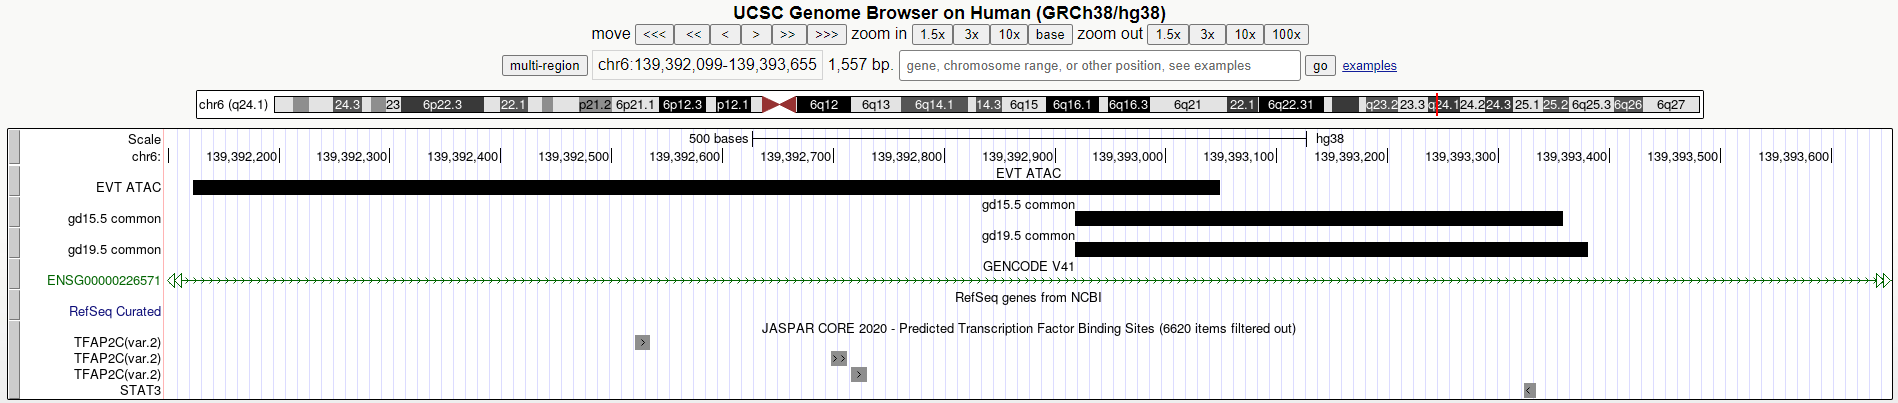 UCSC Genome Browser on Human (GRCh38/hg38)
move <<< << < > >> >>> zoom in 1.5x 3x 10x base zoom out 1.5x 3x 10x 100x
multi-region chr6:139,392,099-139,393,655 1,557 bp. gene, chromosome range, or other position, see examples go examples
chr6 (q24.1) 24.3 23 6p22.3 22.1 p21.2 6p21.1 6p12.3 p12.1 6q12 6q13 6q14.1 14.3 6q15 6q16.1 6q16.3 6q21 22.1 6q22.31 q23.2 23.3 q24.1 24.2 24.3 25.1 25.2 6q25.3 6q26 6q27
Scale 500 bases hg38
chr6: 139,392,200 139,392,300 139,392,400 139,392,500 139,392,600 139,392,700 139,392,800 139,392,900 139,393,000 139,393,100 139,393,200 139,393,300 139,393,400 139,393,500 139,393,600
EVT ATAC
EVT ATAC
gd15.5 common
gd15.5 common
gd19.5 common
gd19.5 common
GENCODE V41
ENSG00000226571
RefSeq genes from NCBI
RefSeq Curated
JASPAR CORE 2020 - Predicted Transcription Factor Binding Sites (6620 items filtered out)
TFAP2C(var.2)
TFAP2C(var.2)
TFAP2C(var.2)
STAT3